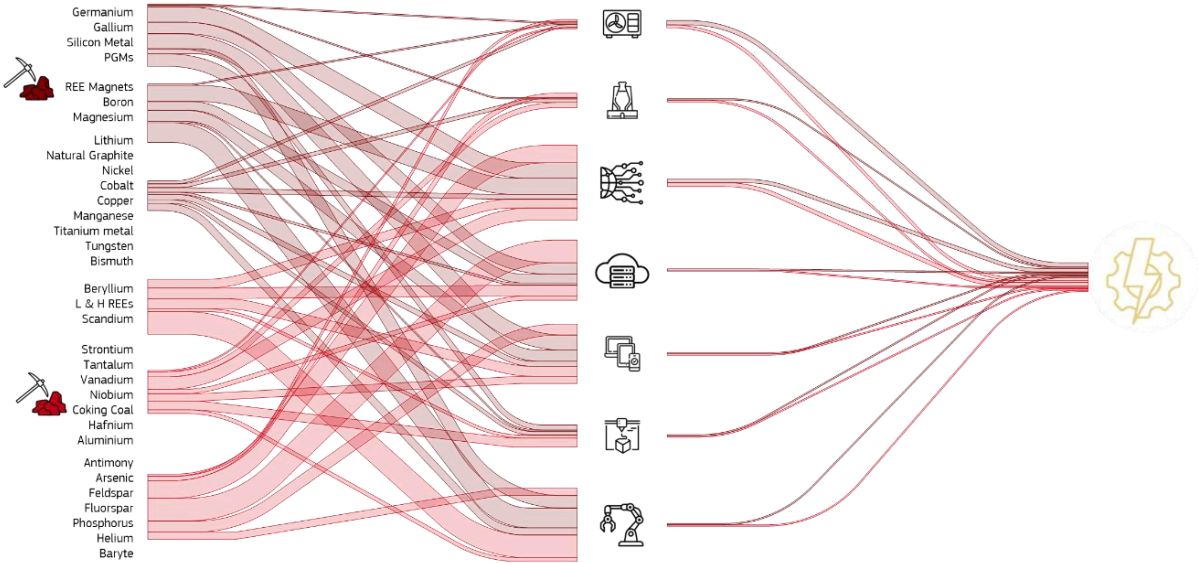 Germanium
Gallium
Silicon Metal
PGMs
REE Magnets
Boron
Magnesium
Lithium
Natural Graphite
Nickel
Cobalt
Copper
Manganese
Titanium metal
Tungsten
Bismuth
Beryllium
L & H REEs
Scandium
Strontium
Tantalum
Vanadium
Niobium
Coking Coal
Hafnium
Aluminium
Antimony
Arsenic
Feldspar
Fluorspar
Phosphorus
Helium
Baryte